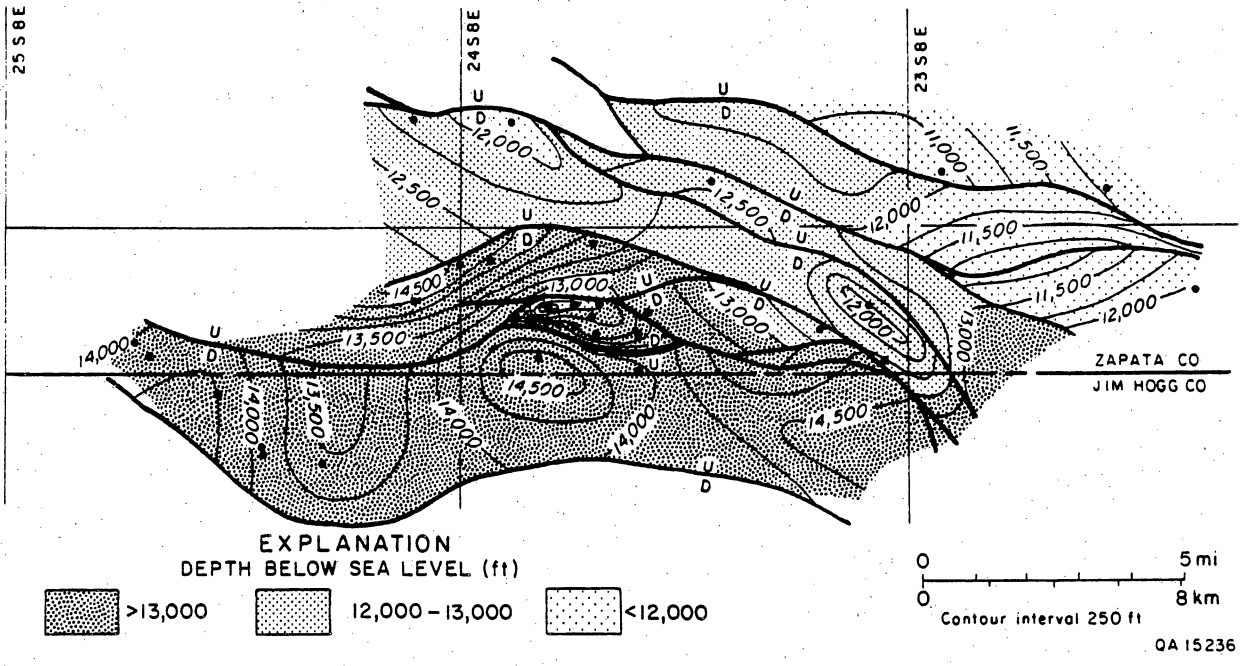 25 S8E
24 S8E
23 S8E
U
D
U
D
11,000
11,500
12,000
12,500
12,500
U
D
12,000
11,500
U
D
U
D
14,500
13,000
U
D
U
D
13,000
12,000
11,500
12,000
13,000
14,000
U
D
13,500
ZAPATA CO
JIM HOGG CO
14,000
13,500
14,500
D
U
14,000
14,000
14,500
U
D
EXPLANATION
DEPTH BELOW SEA LEVEL (ft)
>13,000
12,000 – 13,000
<12,000
0 5 mi
0 8 km
Contour interval 250 ft
QA 15236